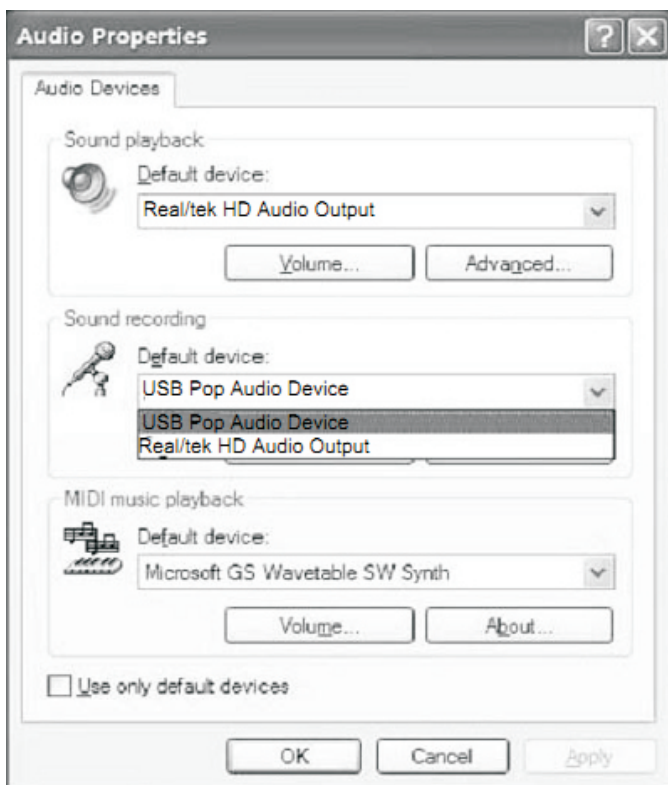 Audio Properties
Audio Devices
Sound playback
Default device:
Real/tek HD Audio Output
Volume... Advanced...
Sound recording
Default device:
USB Pop Audio Device
USB Pop Audio Device
Real/tek HD Audio Output
MIDI music playback
Default device:
Microsoft GS Wavetable SW Synth
Volume... About...
Use only default devices
OK Cancel Apply